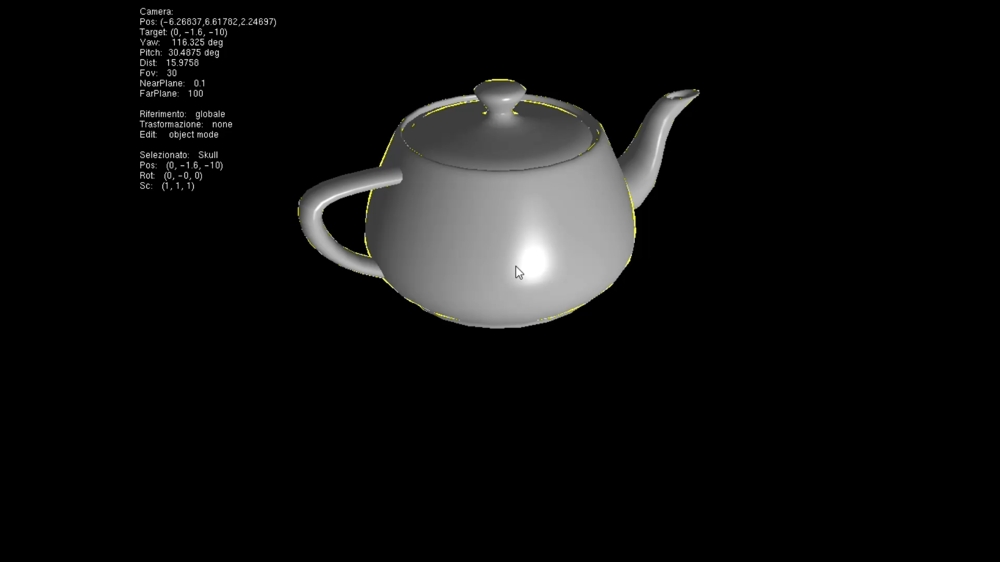 Camera:
Pos: (-6.26837,6.61782,2.24697)
Target: (0, -1.6, -10)
Yaw: 116.325 deg
Pitch: 30.4875 deg
Dist: 15.9758
Fov: 30
NearPlane: 0.1
FarPlane: 100
Riferimento: globale
Trasformazione: none
Edit: object mode
Selezionato: Skull
Pos: (0, -1.6, -10)
Rot: (0, -0, 0)
Sc: (1, 1, 1)